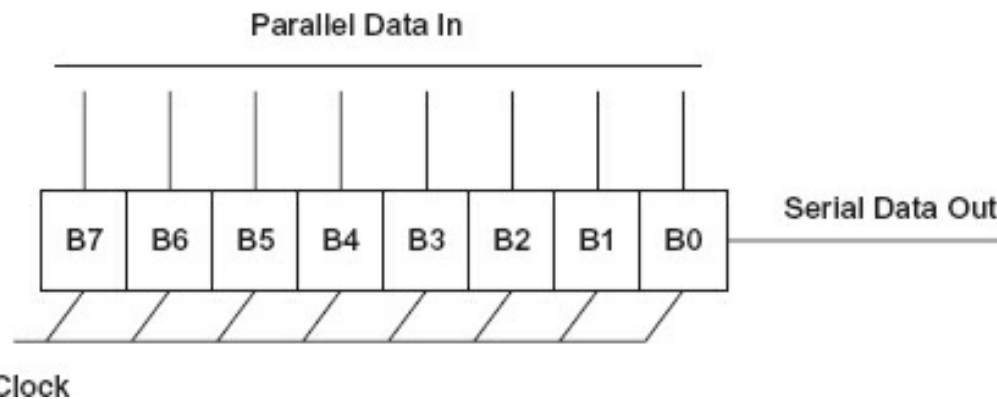 Parallel Data In
B7 B6 B5 B4 B3 B2 B1 B0
Serial Data Out
Clock